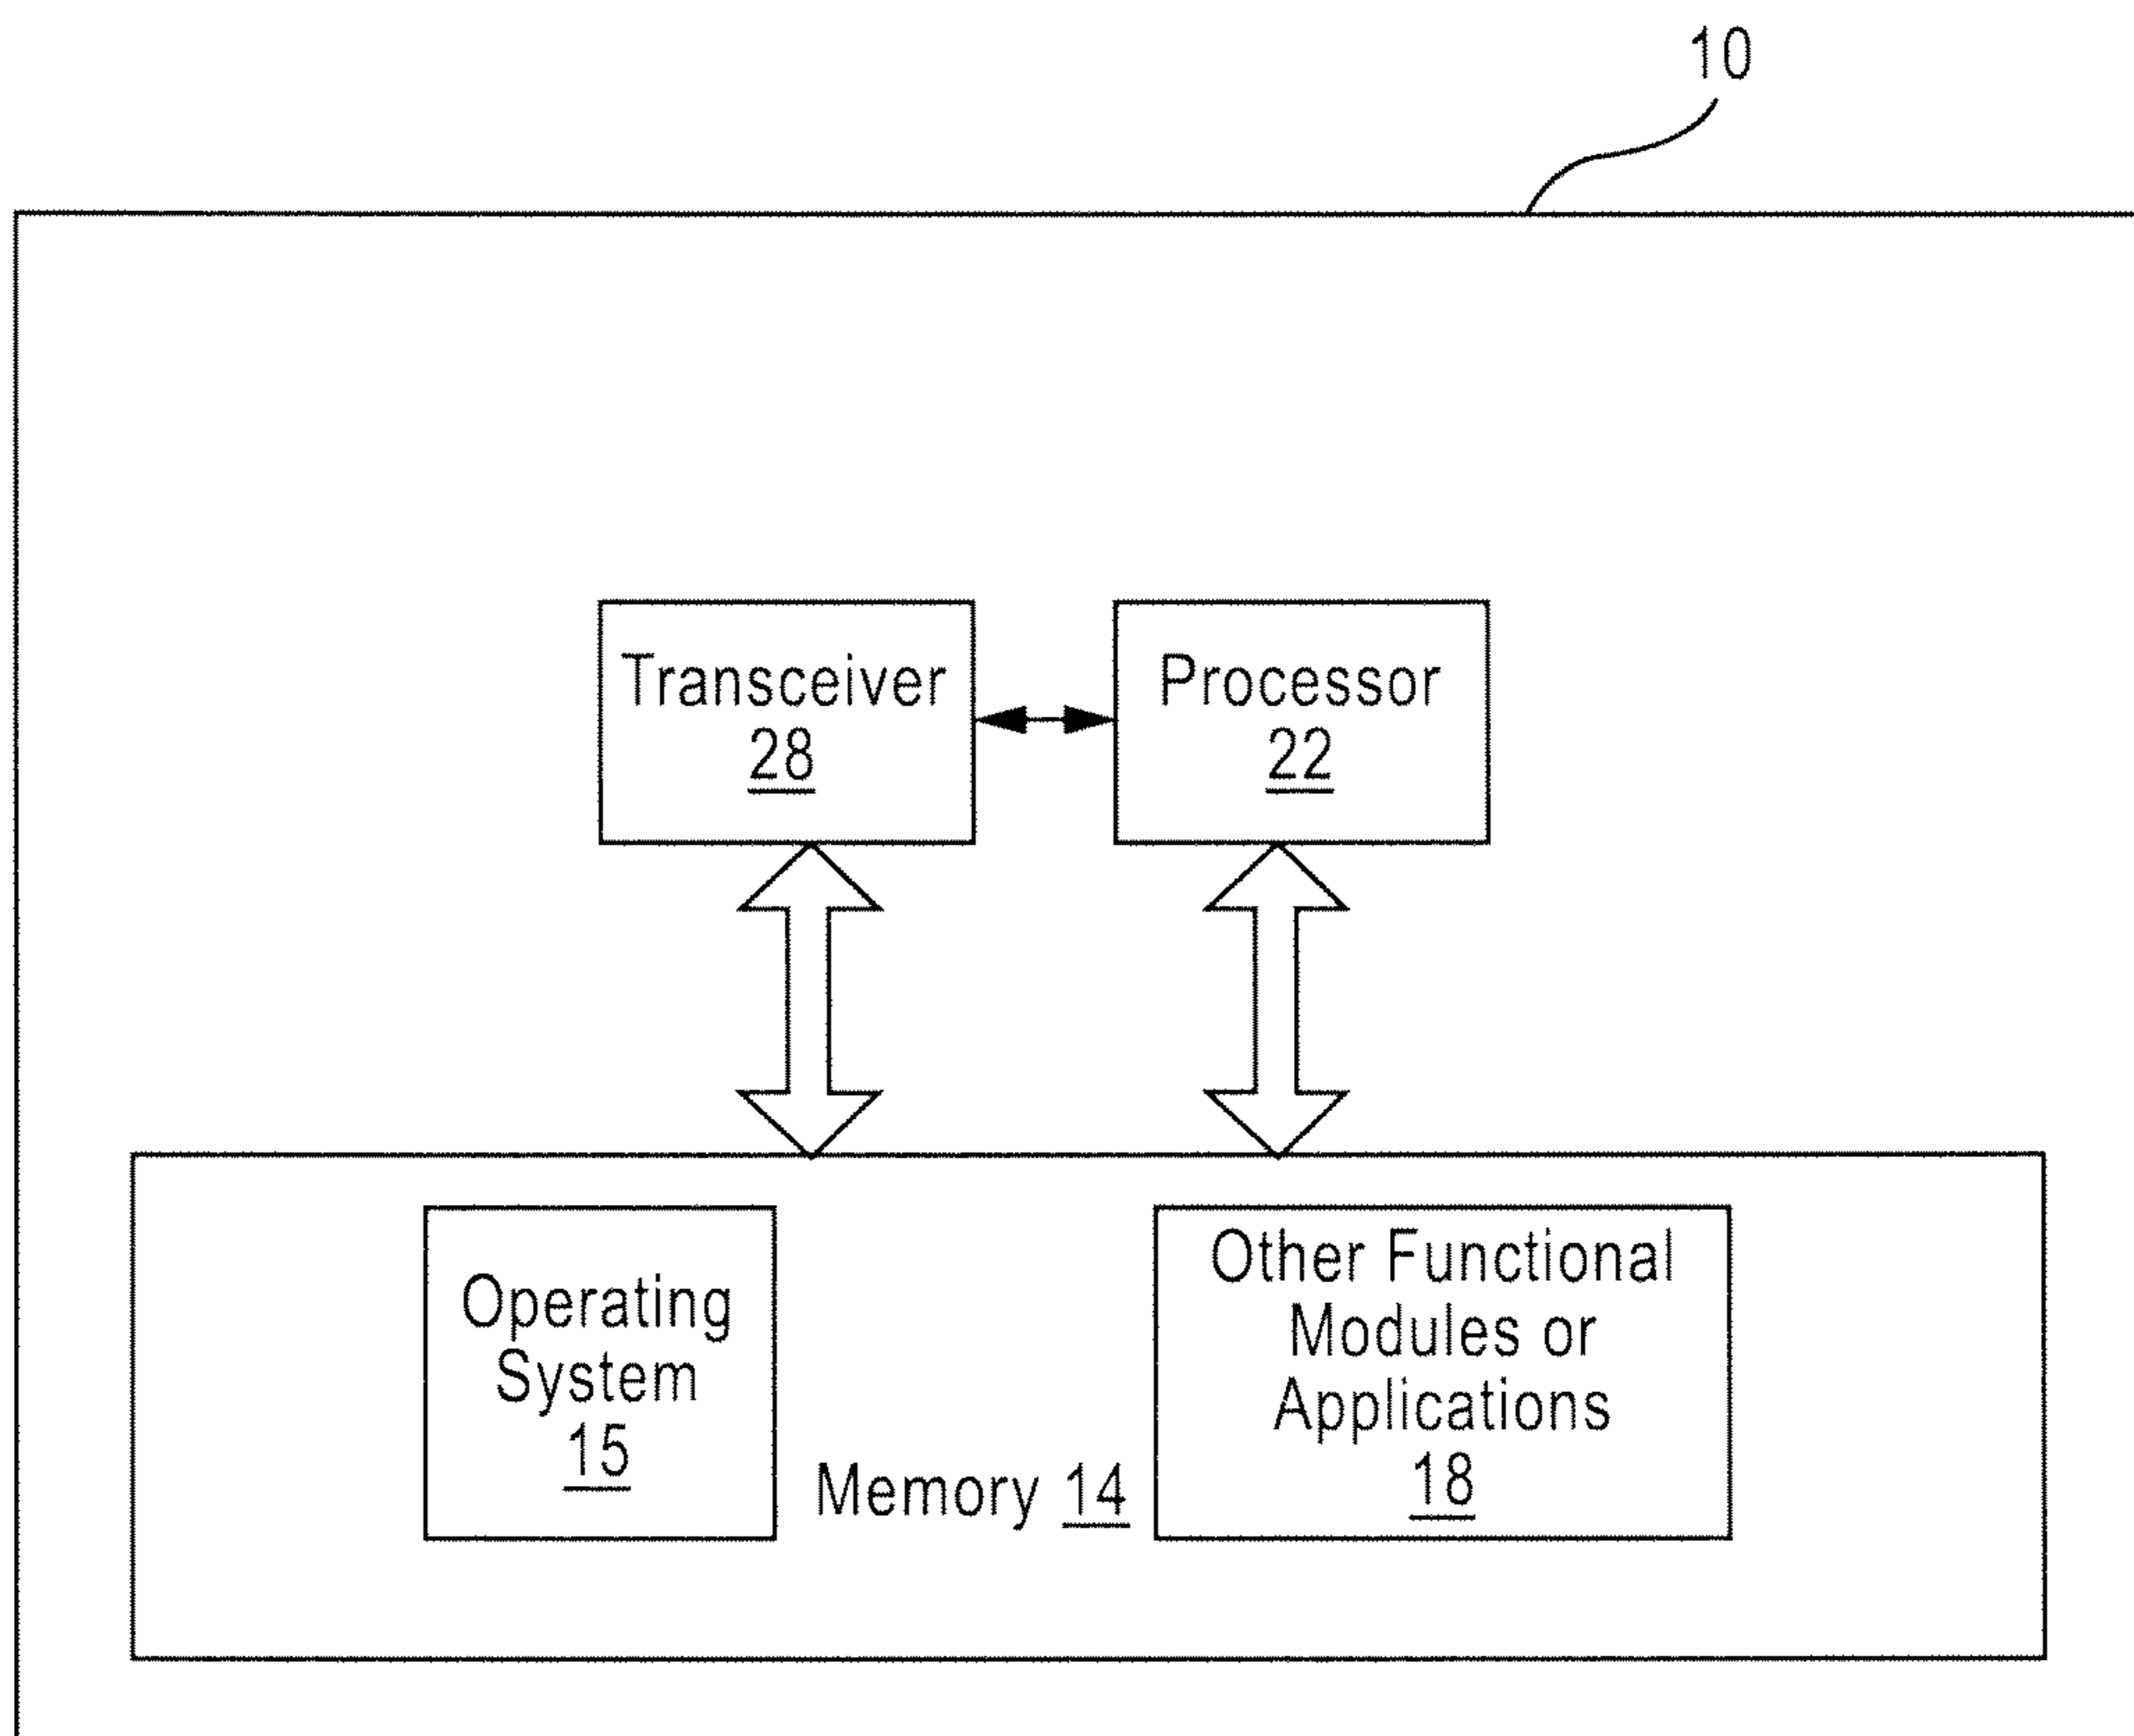 10
Transceiver
28
Processor
22
Operating
System
15
Memory 14
Other Functional
Modules or
Applications
18